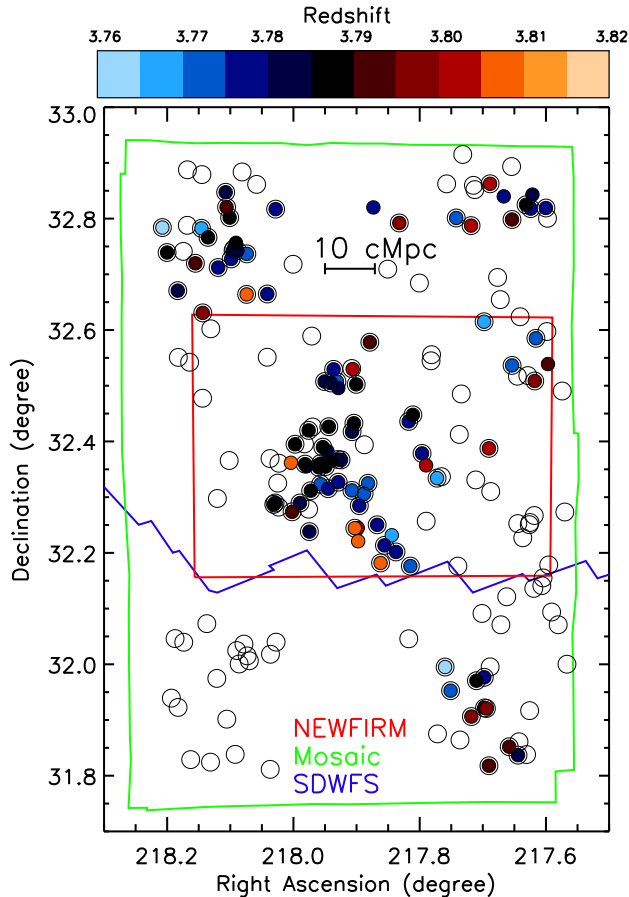 Redshift
3.76 3.77 3.78 3.79 3.80 3.81 3.82
33.0
32.8
32.6
32.4
32.2
32.0
31.8
Declination (degree)
10 cMpc
NEWFIRM
Mosaic
SDWFS
218.2 218.0 217.8 217.6
Right Ascension (degree)